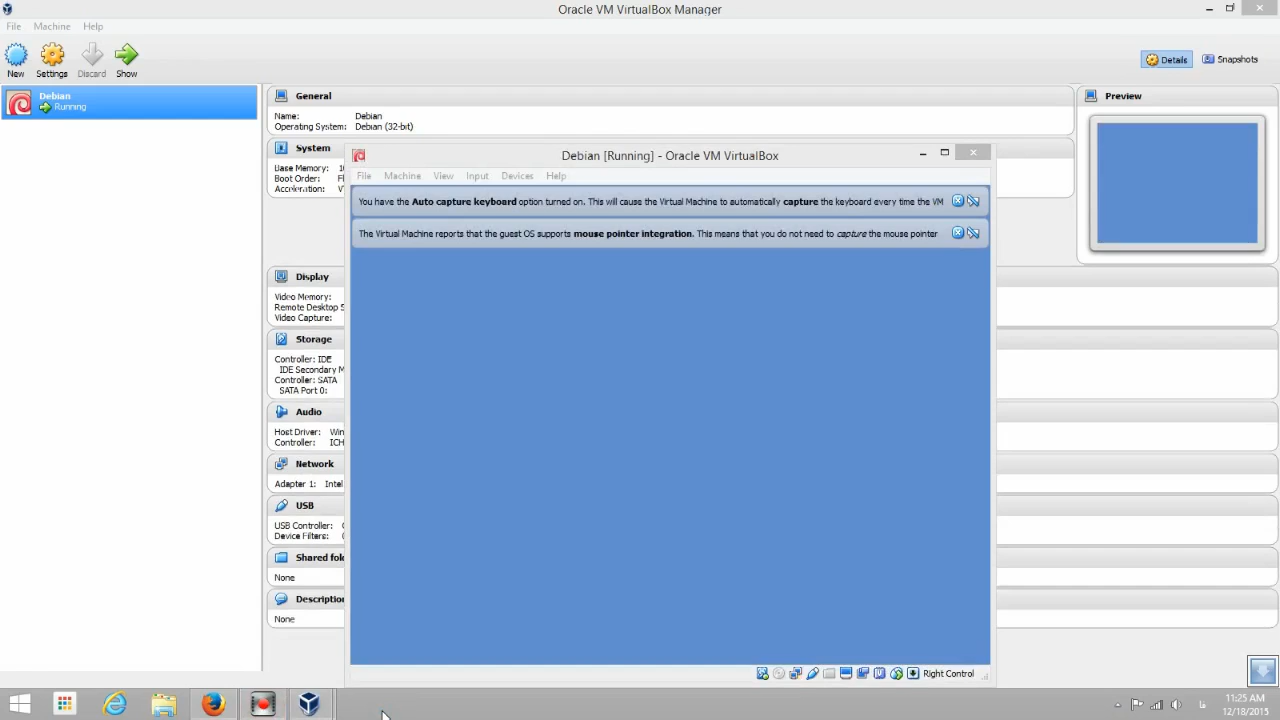 Oracle VM VirtualBox Manager
File Machine Help
New Settings Discard Show
Details Snapshots
Debian
Running
General
Name: Debian
Operating System: Debian (32-bit)
Preview
System
Base Memory:
Boot Order:
Acceleration:
Debian [Running] - Oracle VM VirtualBox
File Machine View Input Devices Help
You have the Auto capture keyboard option turned on. This will cause the Virtual Machine to automatically capture the keyboard every time the VM
The Virtual Machine reports that the guest OS supports mouse pointer integration. This means that you do not need to capture the mouse pointer
Display
Video Memory:
Remote Desktop
Video Capture:
Storage
Controller: IDE
IDE Secondary
Controller: SATA
SATA Port 0:
Audio
Host Driver: Win
Controller: ICH
Network
Adapter 1: Intel
USB
USB Controller:
Device Filters:
Shared fol
None
Description
None
Right Control
11:25 AM
12/18/2015